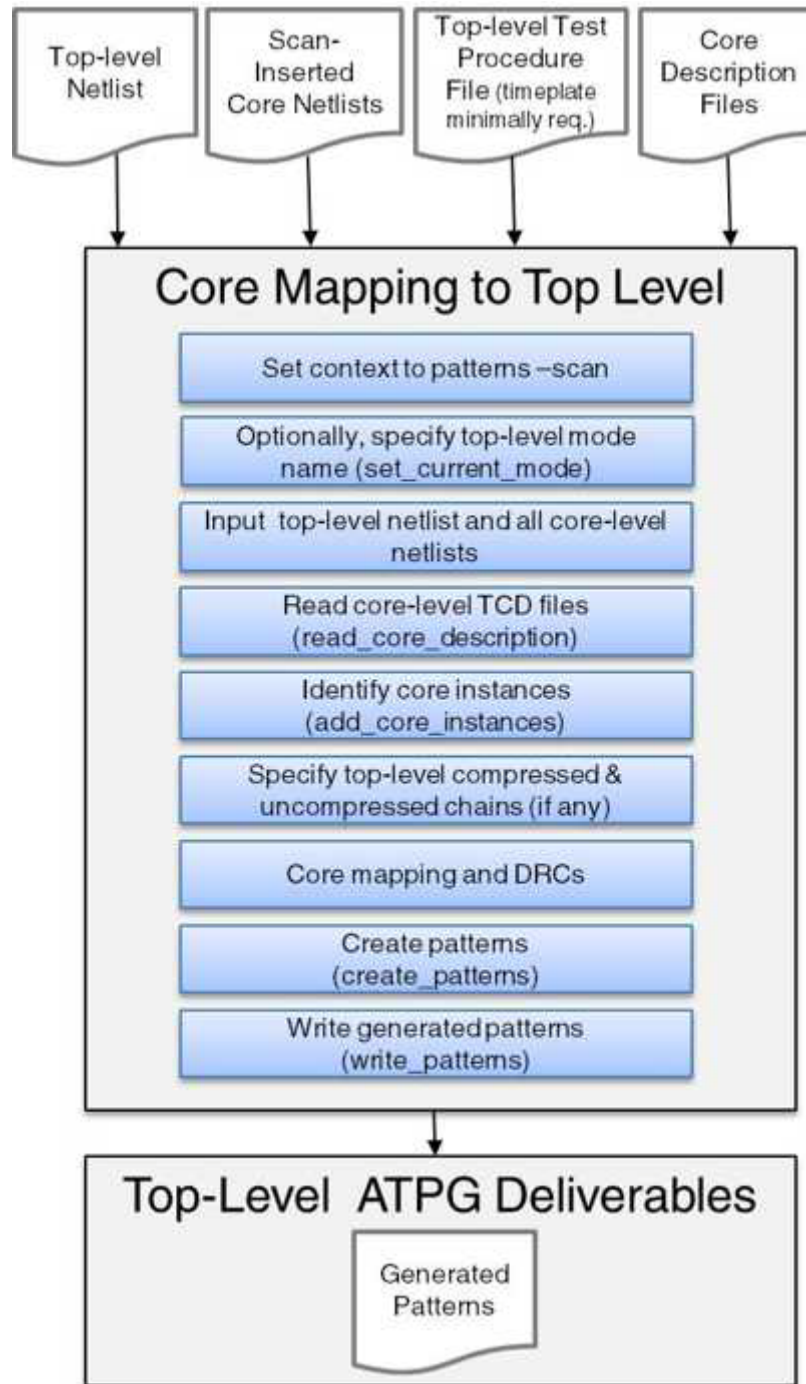 Top-level
Netlist
Scan-
Inserted
Core Netlists
Top-level Test
Procedure
File (timeplate
minimally req.)
Core
Description
Files
Core Mapping to Top Level
Set context to patterns –scan
Optionally, specify top-level mode
name (set_current_mode)
Input top-level netlist and all core-level
netlists
Read core-level TCD files
(read_core_description)
Identify core instances
(add_core_instances)
Specify top-level compressed &
uncompressed chains (if any)
Core mapping and DRCs
Create patterns
(create_patterns)
Write generated patterns
(write_patterns)
Top-Level ATPG Deliverables
Generated
Patterns